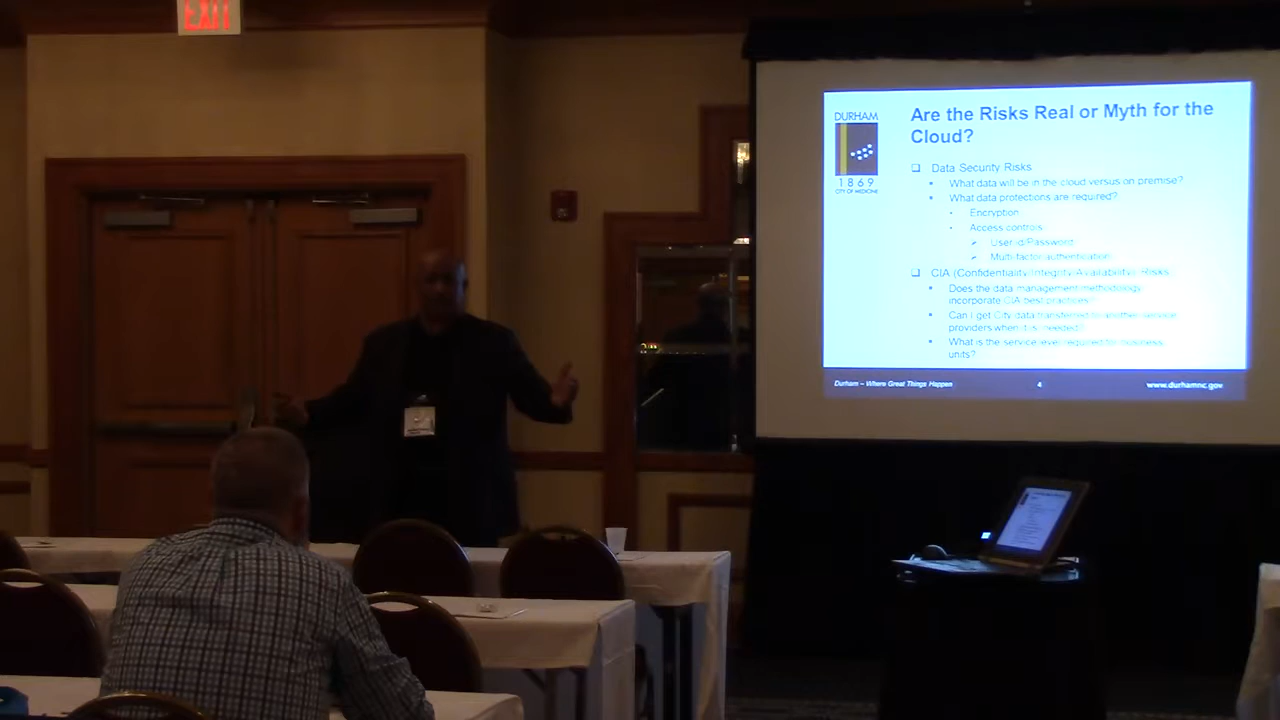 EXIT
DURHAM
1869
CITY OF MEDICINE
Are the Risks Real or Myth for the
Cloud?
Data Security Risks
What data will be in the cloud versus on premise?
What data protections are required?
Encryption
Access controls
User id/Password
Multi-factor authentication
CIA (Confidentiality/Integrity/Availability) Risks
Does the data management methodology
incorporate CIA best practices?
Can I get City data transferred to another service
providers when it is needed?
What is the service level required for business
units?
Durham – Where Great Things Happen
4
www.durhamnc.gov